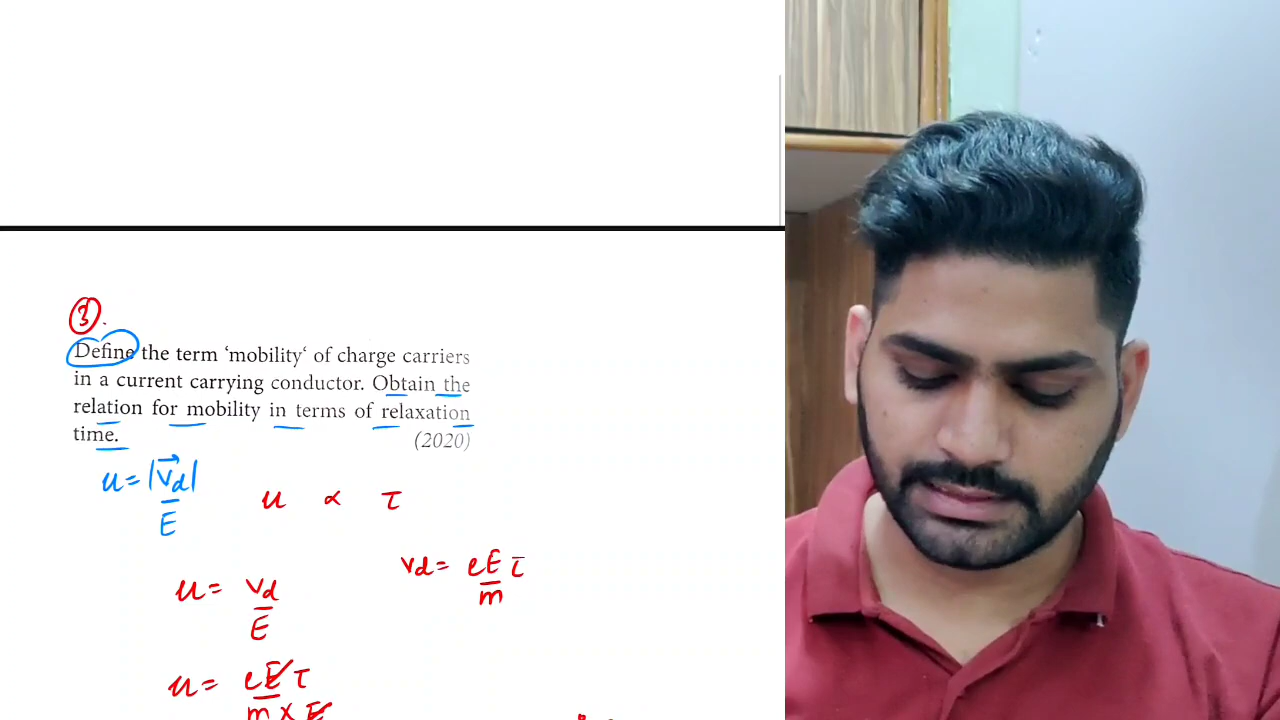 3.
Define the term ‘mobility‘ of charge carriers
in a current carrying conductor. Obtain the
relation for mobility in terms of relaxation
time. (2020)
u = |v⃗d| / E
u ∝ τ
vd = eE/m τ
u = vd / E
u = eEτ / m × E